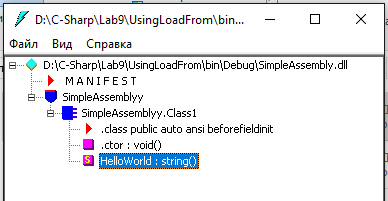 D:\C-Sharp\Lab9\UsingLoadFrom\bin...
Файл Вид Справка
D:\C-Sharp\Lab9\UsingLoadFrom\bin\Debug\SimpleAssembly.dll
M A N I F E S T
SimpleAssemblyy
SimpleAssemblyy.Class1
.class public auto ansi beforefieldinit
.ctor : void()
S
HelloWorld : string()